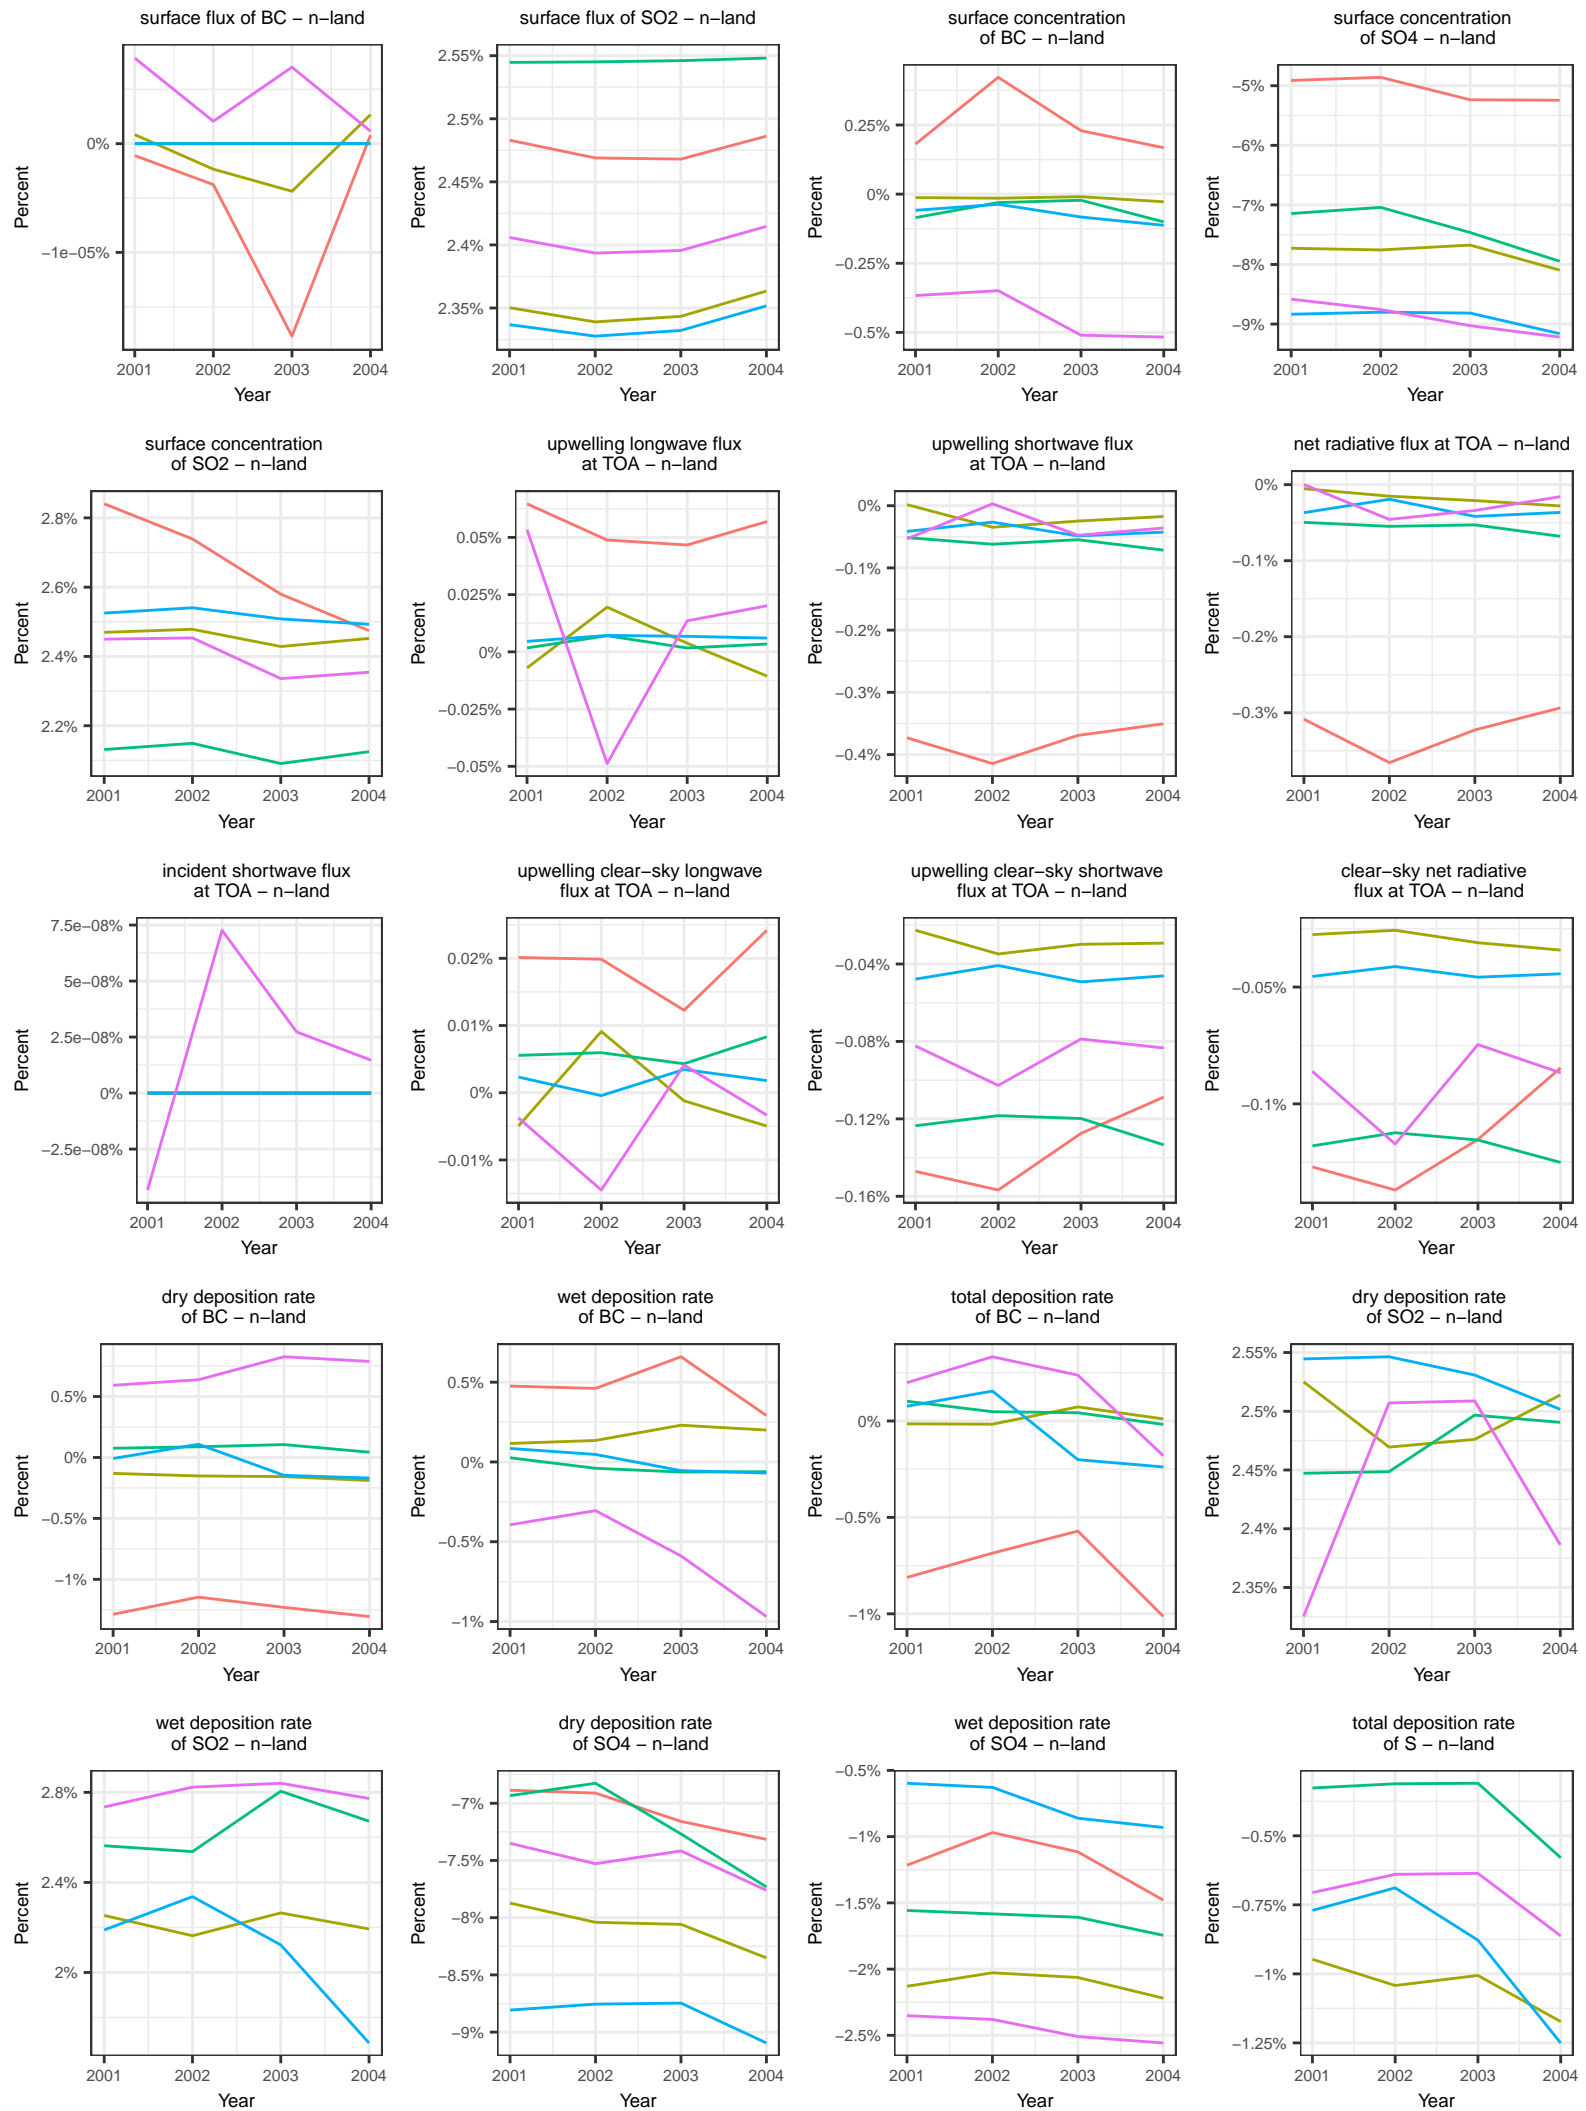 surface flux of BC − n−land
Percent
0%
−1e−05%
2001 2002 2003 2004
Year
surface flux of SO2 − n−land
Percent
2.55%
2.5%
2.45%
2.4%
2.35%
2001 2002 2003 2004
Year
surface concentration
of BC − n−land
Percent
0.25%
0%
−0.25%
−0.5%
2001 2002 2003 2004
Year
surface concentration
of SO4 − n−land
Percent
−5%
−6%
−7%
−8%
−9%
2001 2002 2003 2004
Year
surface concentration
of SO2 − n−land
Percent
2.8%
2.6%
2.4%
2.2%
2001 2002 2003 2004
Year
upwelling longwave flux
at TOA − n−land
Percent
0.05%
0.025%
0%
−0.025%
−0.05%
2001 2002 2003 2004
Year
upwelling shortwave flux
at TOA − n−land
Percent
0%
−0.1%
−0.2%
−0.3%
−0.4%
2001 2002 2003 2004
Year
net radiative flux at TOA − n−land
Percent
0%
−0.1%
−0.2%
−0.3%
2001 2002 2003 2004
Year
incident shortwave flux
at TOA − n−land
Percent
7.5e−08%
5e−08%
2.5e−08%
0%
−2.5e−08%
2001 2002 2003 2004
Year
upwelling clear−sky longwave
flux at TOA − n−land
Percent
0.02%
0.01%
0%
−0.01%
2001 2002 2003 2004
Year
upwelling clear−sky shortwave
flux at TOA − n−land
Percent
−0.04%
−0.08%
−0.12%
−0.16%
2001 2002 2003 2004
Year
clear−sky net radiative
flux at TOA − n−land
Percent
−0.05%
−0.1%
2001 2002 2003 2004
Year
dry deposition rate
of BC − n−land
Percent
0.5%
0%
−0.5%
−1%
2001 2002 2003 2004
Year
wet deposition rate
of BC − n−land
Percent
0.5%
0%
−0.5%
−1%
2001 2002 2003 2004
Year
total deposition rate
of BC − n−land
Percent
0%
−0.5%
−1%
2001 2002 2003 2004
Year
dry deposition rate
of SO2 − n−land
Percent
2.55%
2.5%
2.45%
2.4%
2.35%
2001 2002 2003 2004
Year
wet deposition rate
of SO2 − n−land
Percent
2.8%
2.4%
2%
2001 2002 2003 2004
Year
dry deposition rate
of SO4 − n−land
Percent
−7%
−7.5%
−8%
−8.5%
−9%
2001 2002 2003 2004
Year
wet deposition rate
of SO4 − n−land
Percent
−0.5%
−1%
−1.5%
−2%
−2.5%
2001 2002 2003 2004
Year
total deposition rate
of S − n−land
Percent
−0.5%
−0.75%
−1%
−1.25%
2001 2002 2003 2004
Year